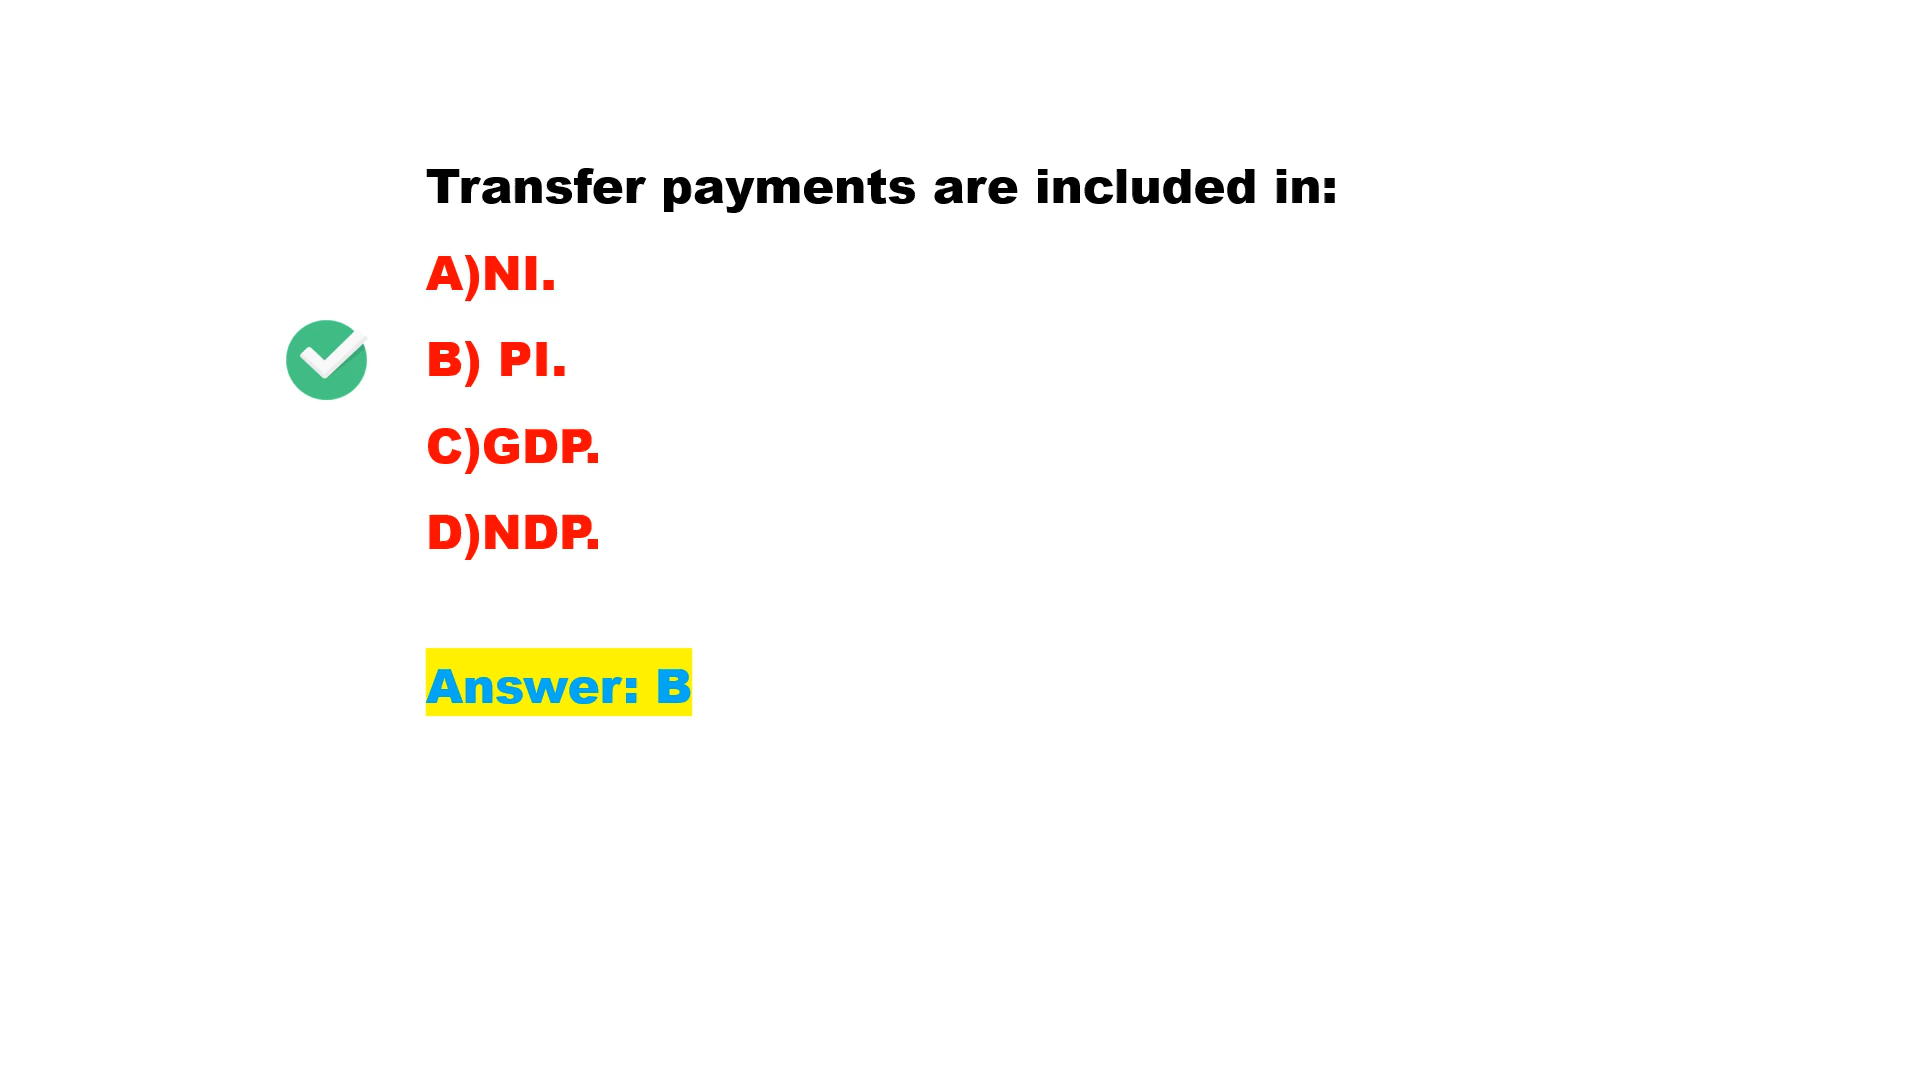 Transfer payments are included in:
A)NI.
B) PI.
C)GDP.
D)NDP.
Answer: B